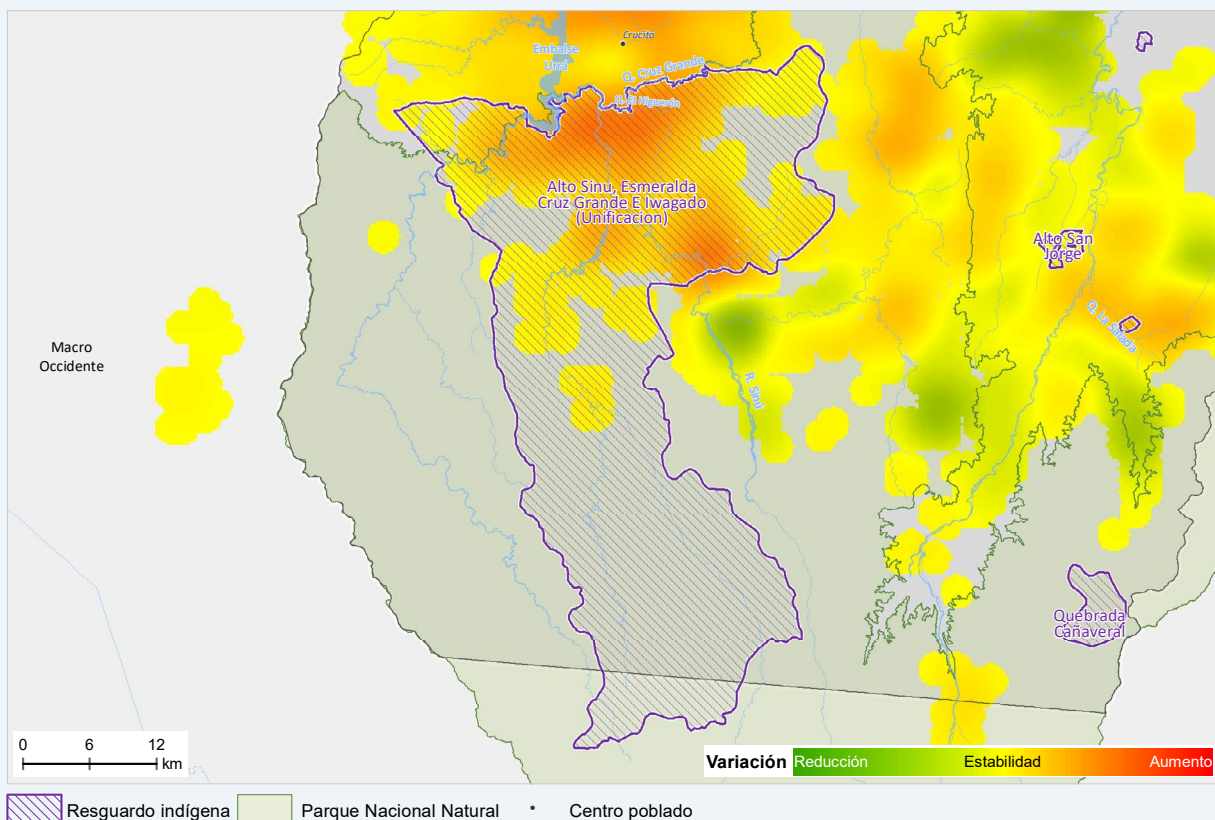 Crucito
Embalse
Urrá
Q. Cruz Grande
Q. El Higuerón
Alto Sinu, Esmeralda
Cruz Grande E Iwagado
(Unificacion)
Alto San
Jorge
Q. La Salada
Macro
Occidente
R. Sinú
Quebrada
Cañaveral
0 6 12
km
Variación Reducción Estabilidad Aumento
Resguardo indígena Parque Nacional Natural Centro poblado